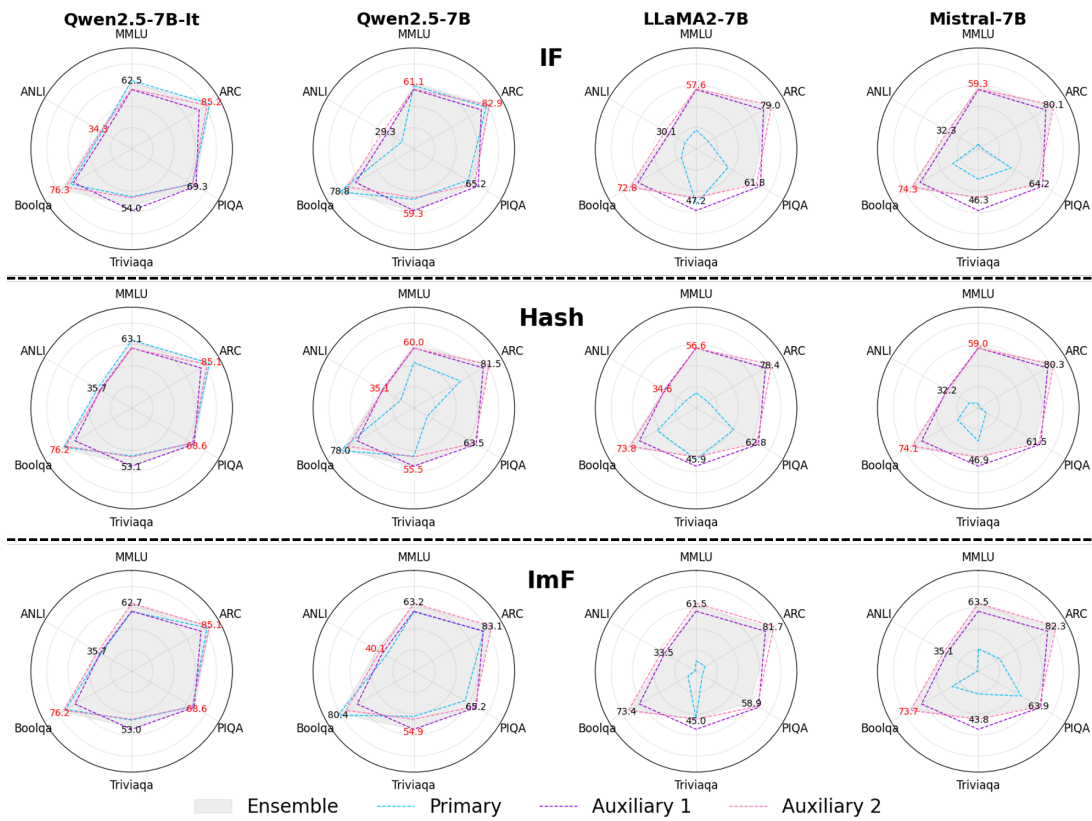 Qwen2.5-7B-It Qwen2.5-7B LLaMA2-7B Mistral-7B
MMLU MMLU MMLU
IF
62.5 61.1 57.6 59.3
ANLI ARC ANLI ARC ANLI ARC ANLI ARC
85.2 82.9 79.0 80.1
34.3 29.3 30.1 32.3
76.3 69.3 78.8 65.2 72.8 61.8 74.3 64.2
Boolqa PIQA Boolqa PIQA Boolqa PIQA Boolqa PIQA
54.0 59.3 47.2 46.3
Triviaqa Triviaqa Triviaqa Triviaqa
MMLU MMLU MMLU MMLU
Hash
63.1 60.0 56.6 59.0
ANLI ARC ANLI ARC ANLI ARC ANLI ARC
85.1 81.5 78.4 80.3
35.7 35.1 34.6 32.2
76.2 68.6 78.0 63.5 73.8 62.8 74.1 61.5
Boolqa PIQA Boolqa PIQA Boolqa PIQA Boolqa PIQA
53.1 55.5 45.9 46.9
Triviaqa Triviaqa Triviaqa Triviaqa
MMLU MMLU MMLU MMLU
ImF
62.7 63.2 61.5 63.5
ANLI ARC ANLI ARC ANLI ARC ANLI ARC
85.1 83.1 81.7 82.3
35.7 40.1 33.5 35.1
76.2 68.6 80.4 65.2 73.4 58.9 73.7 63.9
Boolqa PIQA Boolqa PIQA Boolqa PIQA Boolqa PIQA
53.0 54.9 45.0 43.8
Triviaqa Triviaqa Triviaqa Triviaqa
Ensemble Primary Auxiliary 1 Auxiliary 2